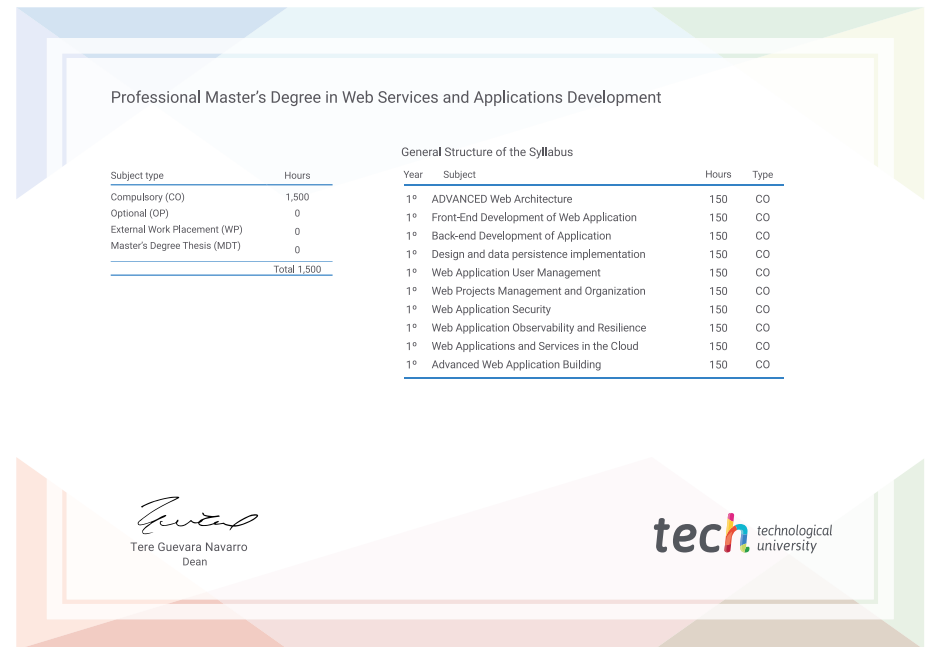 Professional Master's Degree in Web Services and Applications Development
Subject type Hours
Compulsory (CO) 1,500
Optional (OP) 0
External Work Placement (WP) 0
Master's Degree Thesis (MDT) 0
Total 1,500
General Structure of the Syllabus
Year Subject Hours Type
1º ADVANCED Web Architecture 150 CO
1º Front-End Development of Web Application 150 CO
1º Back-end Development of Application 150 CO
1º Design and data persistence implementation 150 CO
1º Web Application User Management 150 CO
1º Web Projects Management and Organization 150 CO
1º Web Application Security 150 CO
1º Web Application Observability and Resilience 150 CO
1º Web Applications and Services in the Cloud 150 CO
1º Advanced Web Application Building 150 CO
Tere Guevara Navarro
Dean
tech technological
university